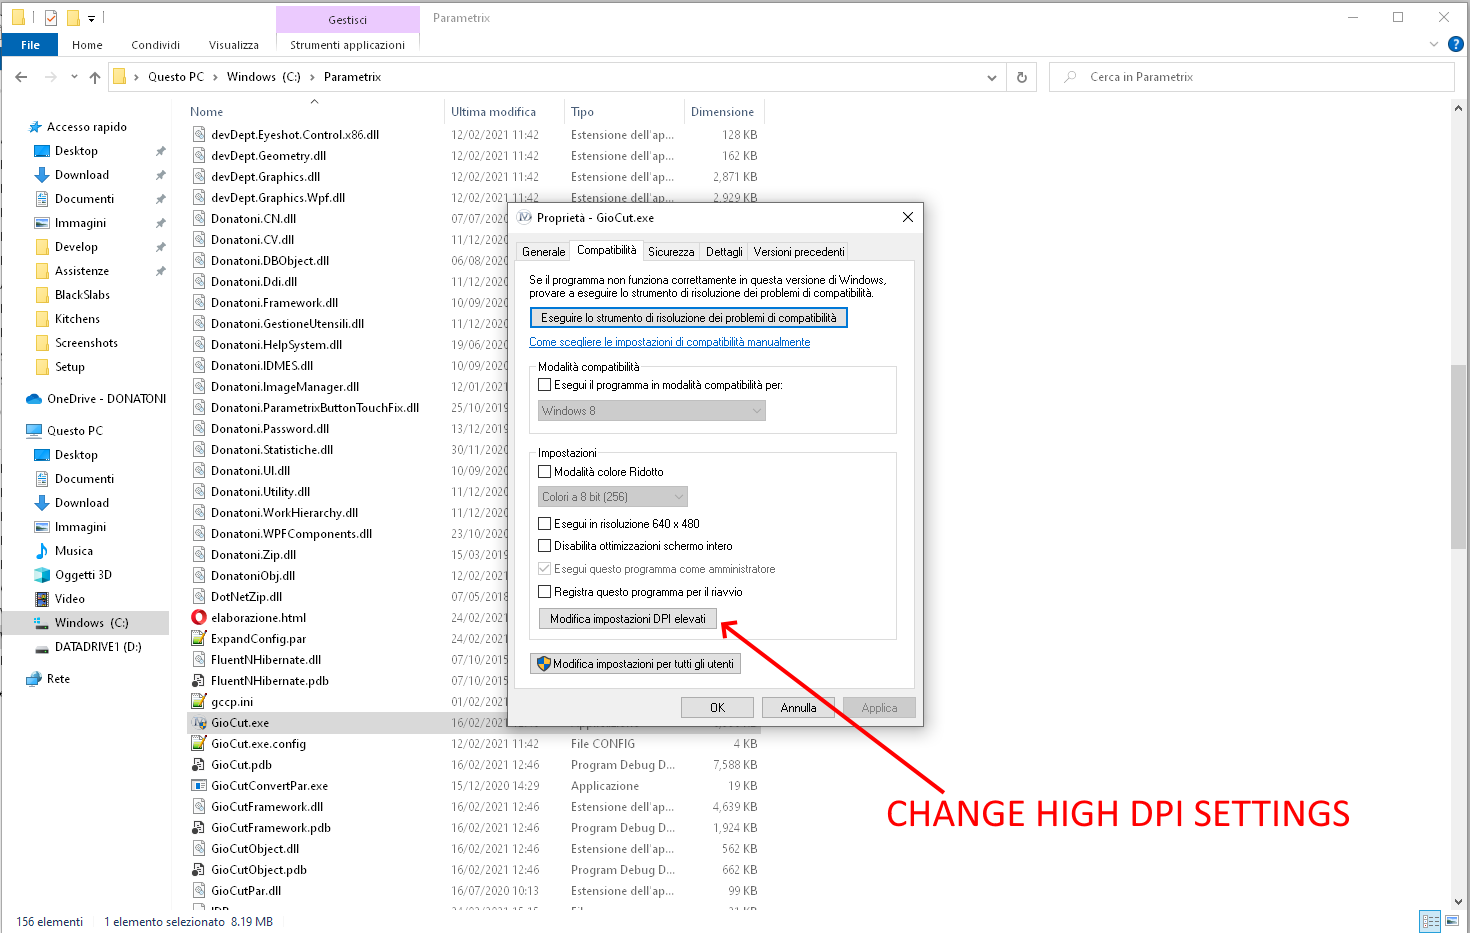 Gestisci
Parametrix
File
Home
Condividi
Visualizza
Strumenti applicazioni
Questo PC
Windows (C:)
Parametrix
Cerca in Parametrix
Accesso rapido
Desktop
Download
Documenti
Immagini
Develop
Assistenze
BlackSlabs
Kitchens
Screenshots
Setup
OneDrive - DONATONI
Questo PC
Desktop
Documenti
Download
Immagini
Musica
Oggetti 3D
Video
Windows (C:)
DATADRIVE1 (D:)
Rete
Nome Ultima modifica Tipo Dimensione
devDept.Eyeshot.Control.x86.dll 12/02/2021 11:42 Estensione dell'ap... 128 KB
devDept.Geometry.dll 12/02/2021 11:42 Estensione dell'ap... 162 KB
devDept.Graphics.dll 12/02/2021 11:42 Estensione dell'ap... 2,871 KB
devDept.Graphics.Wpf.dll 12/02/2021 11:42 Estensione dell'ap... 2,929 KB
Donatoni.CN.dll 07/07/2020
Donatoni.CV.dll 11/12/2020
Donatoni.DBObject.dll 06/08/2020
Donatoni.Ddi.dll 11/12/2020
Donatoni.Framework.dll 10/09/2020
Donatoni.GestioneUtensili.dll 11/12/2020
Donatoni.HelpSystem.dll 19/06/2020
Donatoni.IDMES.dll 10/09/2020
Donatoni.ImageManager.dll 12/01/2021
Donatoni.ParametrixButtonTouchFix.dll 25/10/2019
Donatoni.Password.dll 13/12/2019
Donatoni.Statistiche.dll 30/11/2020
Donatoni.UI.dll 10/09/2020
Donatoni.Utility.dll 11/12/2020
Donatoni.WorkHierarchy.dll 11/12/2020
Donatoni.WPFComponents.dll 23/10/2020
Donatoni.Zip.dll 15/03/2019
DonatoniObj.dll 12/02/2021
DotNetZip.dll 07/05/2018
elaborazione.html 24/02/2021
ExpandConfig.par 24/02/2021
FluentNHibernate.dll 07/10/2015
FluentNHibernate.pdb 07/10/2015
gccp.ini 01/02/2021
GioCut.exe 16/02/2021
GioCut.exe.config 12/02/2021 11:42 File CONFIG 4 KB
GioCut.pdb 16/02/2021 12:46 Program Debug D... 7,588 KB
GioCutConvertPar.exe 15/12/2020 14:29 Applicazione 19 KB
GioCutFramework.dll 16/02/2021 12:46 Estensione dell'ap... 4,639 KB
GioCutFramework.pdb 16/02/2021 12:46 Program Debug D... 1,924 KB
GioCutObject.dll 16/02/2021 12:46 Estensione dell'ap... 562 KB
GioCutObject.pdb 16/02/2021 12:46 Program Debug D... 662 KB
GioCutPar.dll 16/07/2020 10:13 Estensione dell'ap... 99 KB
Proprietà - GioCut.exe
Generale Compatibilità Sicurezza Dettagli Versioni precedenti
Se il programma non funziona correttamente in questa versione di Windows,
provare a eseguire lo strumento di risoluzione dei problemi di compatibilità.
Eseguire lo strumento di risoluzione dei problemi di compatibilità
Come scegliere le impostazioni di compatibilità manualmente
Modalità compatibilità
Esegui il programma in modalità compatibilità per:
Windows 8
Impostazioni
Modalità colore Ridotto
Colori a 8 bit (256)
Esegui in risoluzione 640 x 480
Disabilita ottimizzazioni schermo intero
Esegui questo programma come amministratore
Registra questo programma per il riavvio
Modifica impostazioni DPI elevati
Modifica impostazioni per tutti gli utenti
OK Annulla Applica
CHANGE HIGH DPI SETTINGS
156 elementi 1 elemento selezionato 8.19 MB